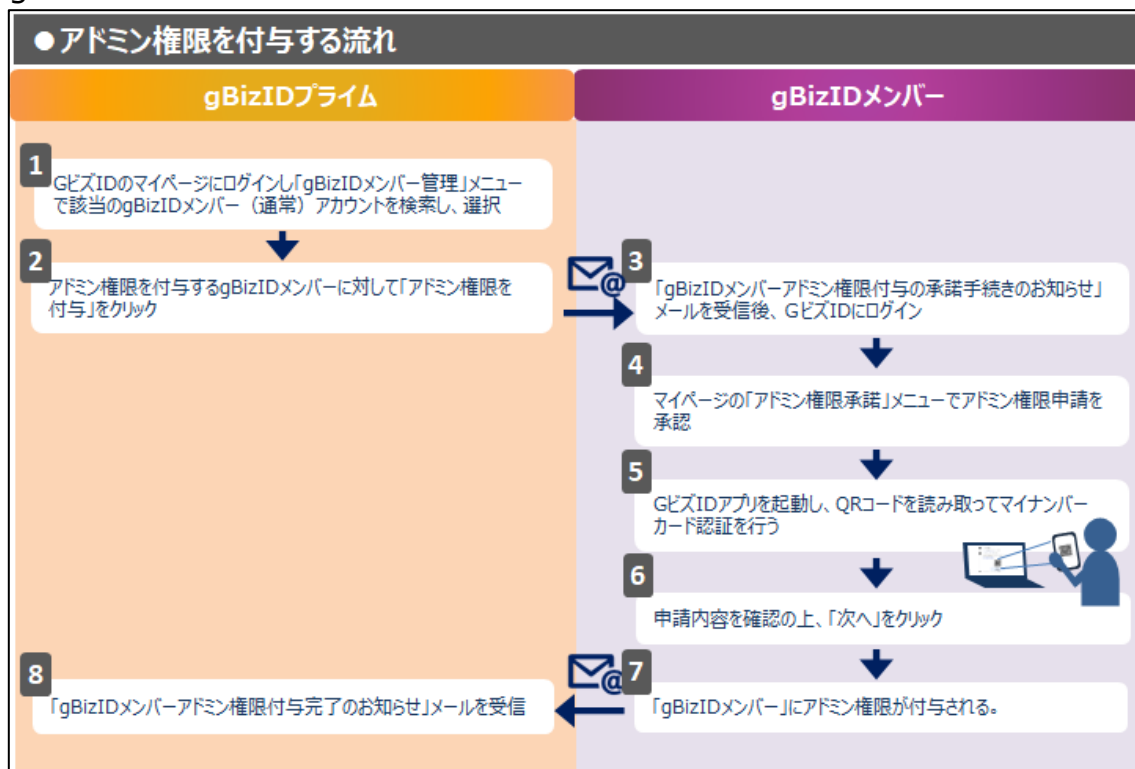 ●アドミン権限を付与する流れ
gBizIDプライム
gBizIDメンバー
1
GビズIDのマイページにログインし「gBizIDメンバー管理」メニュー
で該当のgBizIDメンバー（通常）アカウントを検索し、選択
2
アドミン権限を付与するgBizIDメンバーに対して「アドミン権限を
付与」をクリック
@
3
「gBizIDメンバーアドミン権限付与の承諾手続きのお知らせ」
メールを受信後、GビズIDにログイン
4
マイページの「アドミン権限承諾」メニューでアドミン権限申請を
承認
5
GビズIDアプリを起動し、QRコードを読み取ってマイナンバー
カード認証を行う
6
申請内容を確認の上、「次へ」をクリック
7
「gBizIDメンバー」にアドミン権限が付与される。
@
8
「gBizIDメンバーアドミン権限付与完了のお知らせ」メールを受信